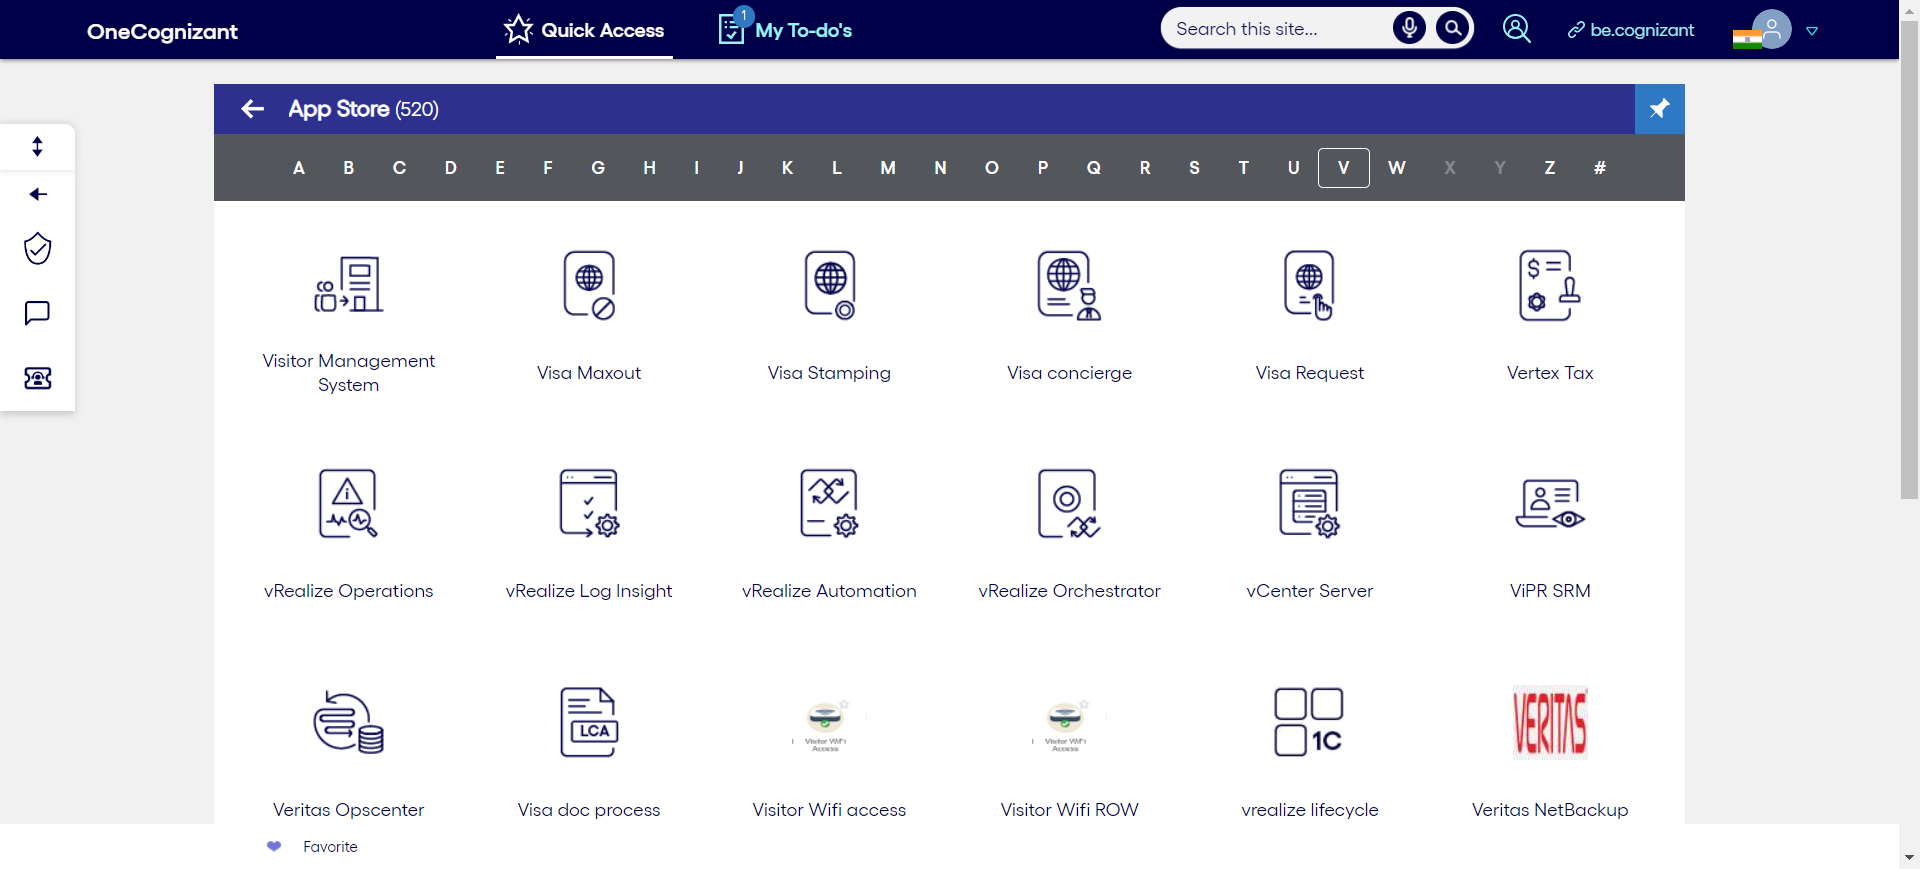 OneCognizant
Quick Access
1
My To-do's
Search this site...
be.cognizant
App Store (520)
A B C D E F G H I J K L M N O P Q R S T U V W X Y Z #
Visitor Management
System
Visa Maxout
Visa Stamping
Visa concierge
Visa Request
$
Vertex Tax
vRealize Operations
vRealize Log Insight
vRealize Automation
vRealize Orchestrator
vCenter Server
ViPR SRM
Veritas Opscenter
LCA
Visa doc process
Visitor WiFi
Access
Visitor Wifi access
Visitor WiFi
Access
Visitor Wifi ROW
1C
vrealize lifecycle
VERITAS
Veritas NetBackup
Favorite